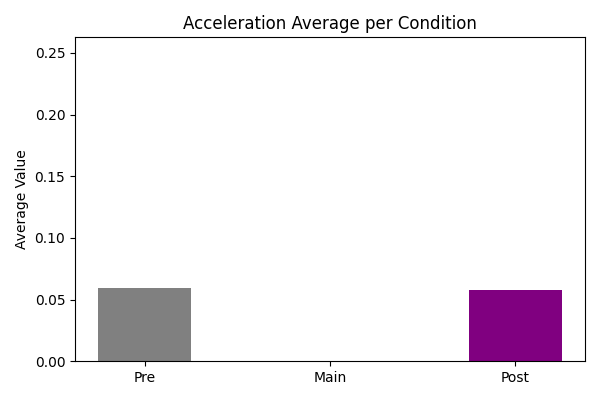 Acceleration Average per Condition
0.25
0.20
0.15
0.10
0.05
0.00
Average Value
Pre
Main
Post